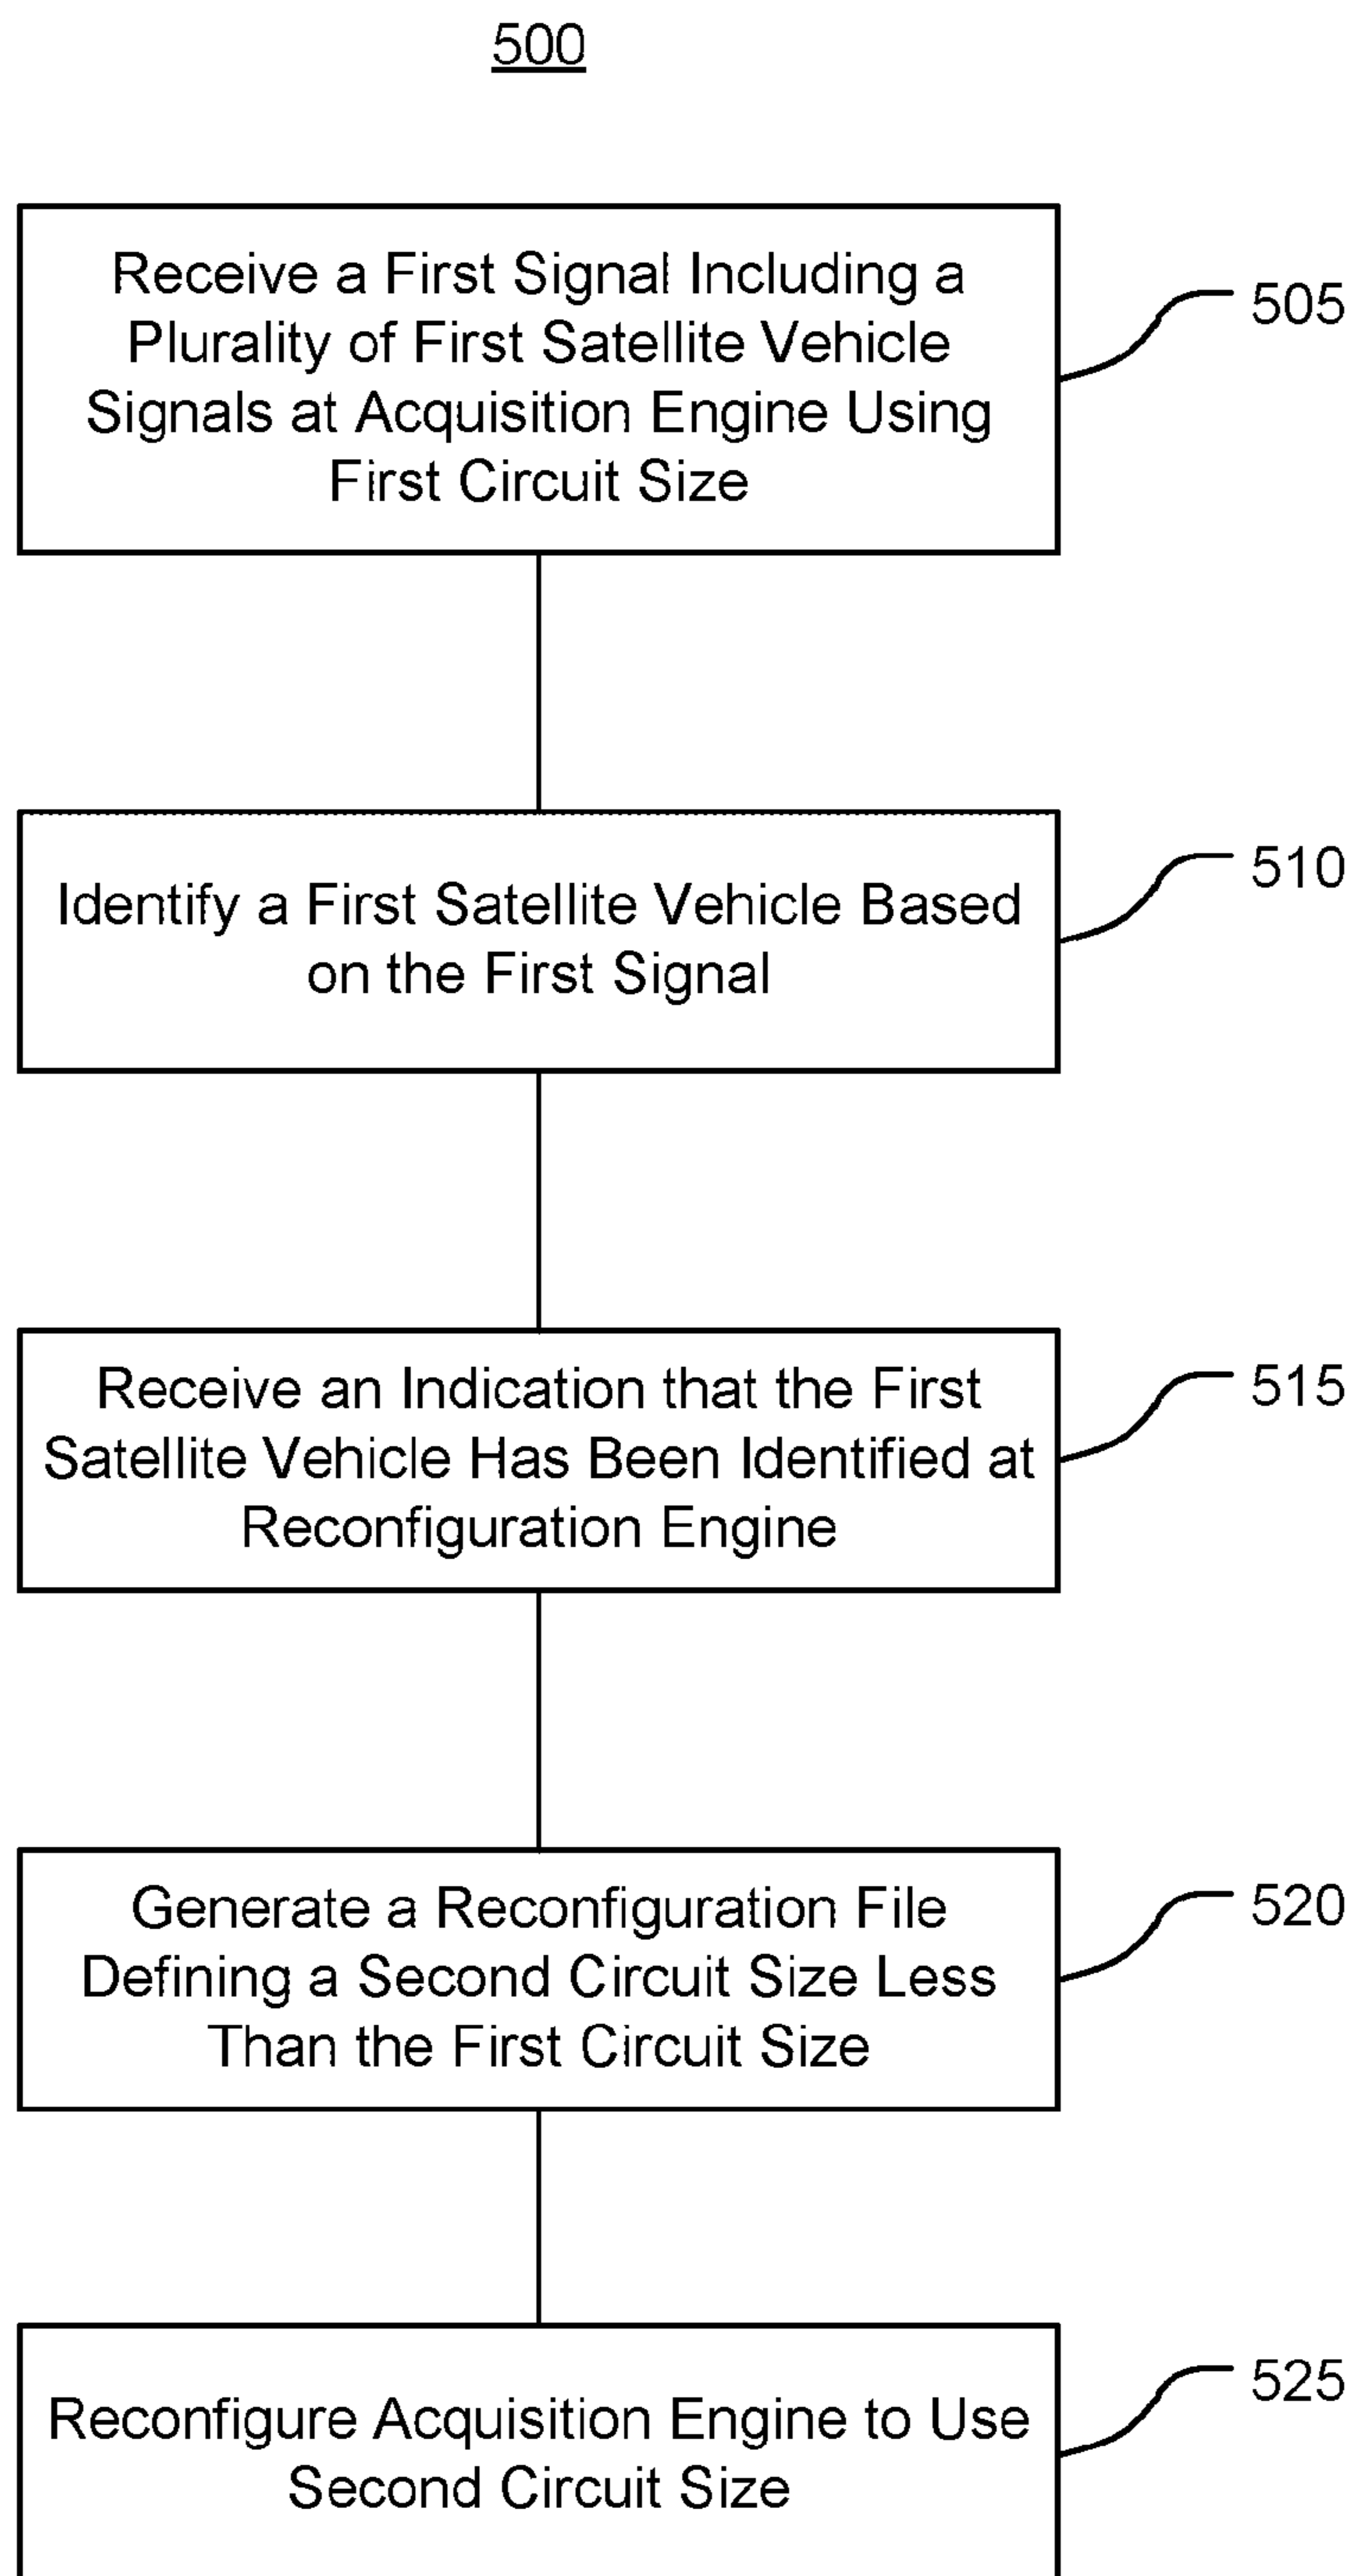 500
Receive a First Signal Including a
Plurality of First Satellite Vehicle
Signals at Acquisition Engine Using
First Circuit Size
505
Identify a First Satellite Vehicle Based
on the First Signal
510
Receive an Indication that the First
Satellite Vehicle Has Been Identified at
Reconfiguration Engine
515
Generate a Reconfiguration File
Defining a Second Circuit Size Less
Than the First Circuit Size
520
Reconfigure Acquisition Engine to Use
Second Circuit Size
525